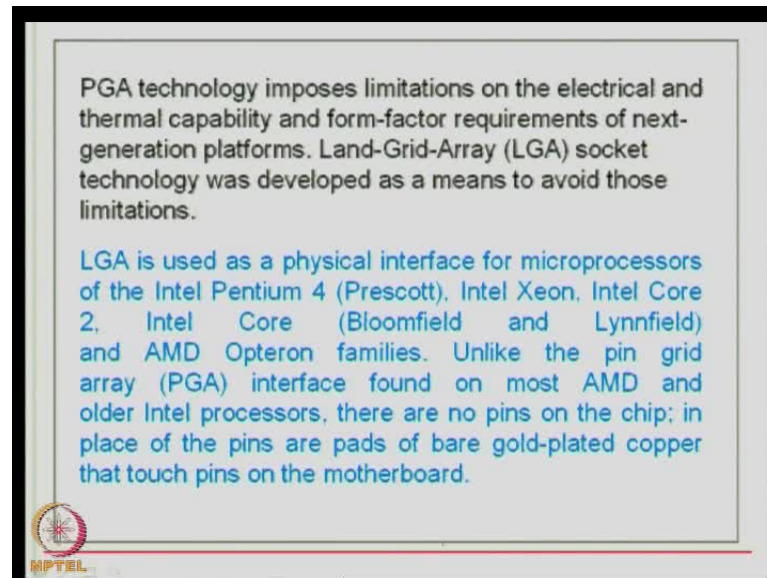 PGA technology imposes limitations on the electrical and
thermal capability and form-factor requirements of next-
generation platforms. Land-Grid-Array (LGA) socket
technology was developed as a means to avoid those
limitations.
LGA is used as a physical interface for microprocessors
of the Intel Pentium 4 (Prescott), Intel Xeon, Intel Core
2, Intel Core (Bloomfield and Lynnfield)
and AMD Opteron families. Unlike the pin grid
array (PGA) interface found on most AMD and
older Intel processors, there are no pins on the chip; in
place of the pins are pads of bare gold-plated copper
that touch pins on the motherboard.
NPTEL